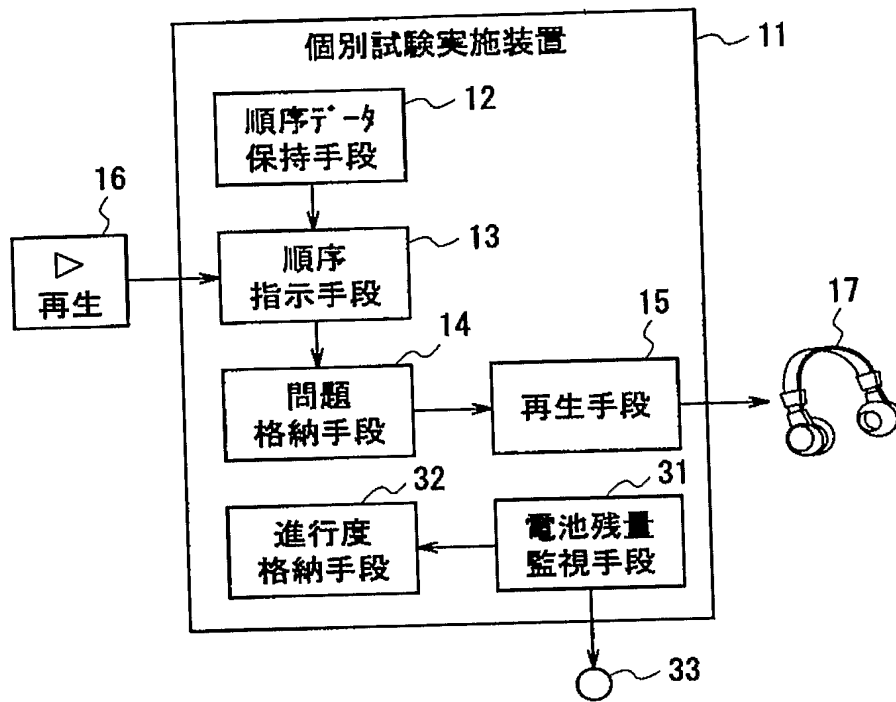 個別試験実施装置
11
12
順序データ
保持手段
16
▷
再生
13
順序
指示手段
14
問題
格納手段
15
再生手段
17
32
進行度
格納手段
31
電池残量
監視手段
33